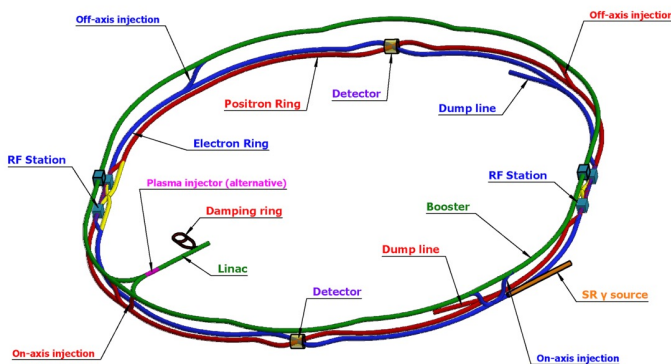 Off-axis injection
Off-axis injection
Positron Ring
Detector
Dump line
Electron Ring
RF Station
RF Station
Plasma injector (alternative)
Damping ring
Booster
Linac
Dump line
SR γ source
Detector
On-axis injection
On-axis injection